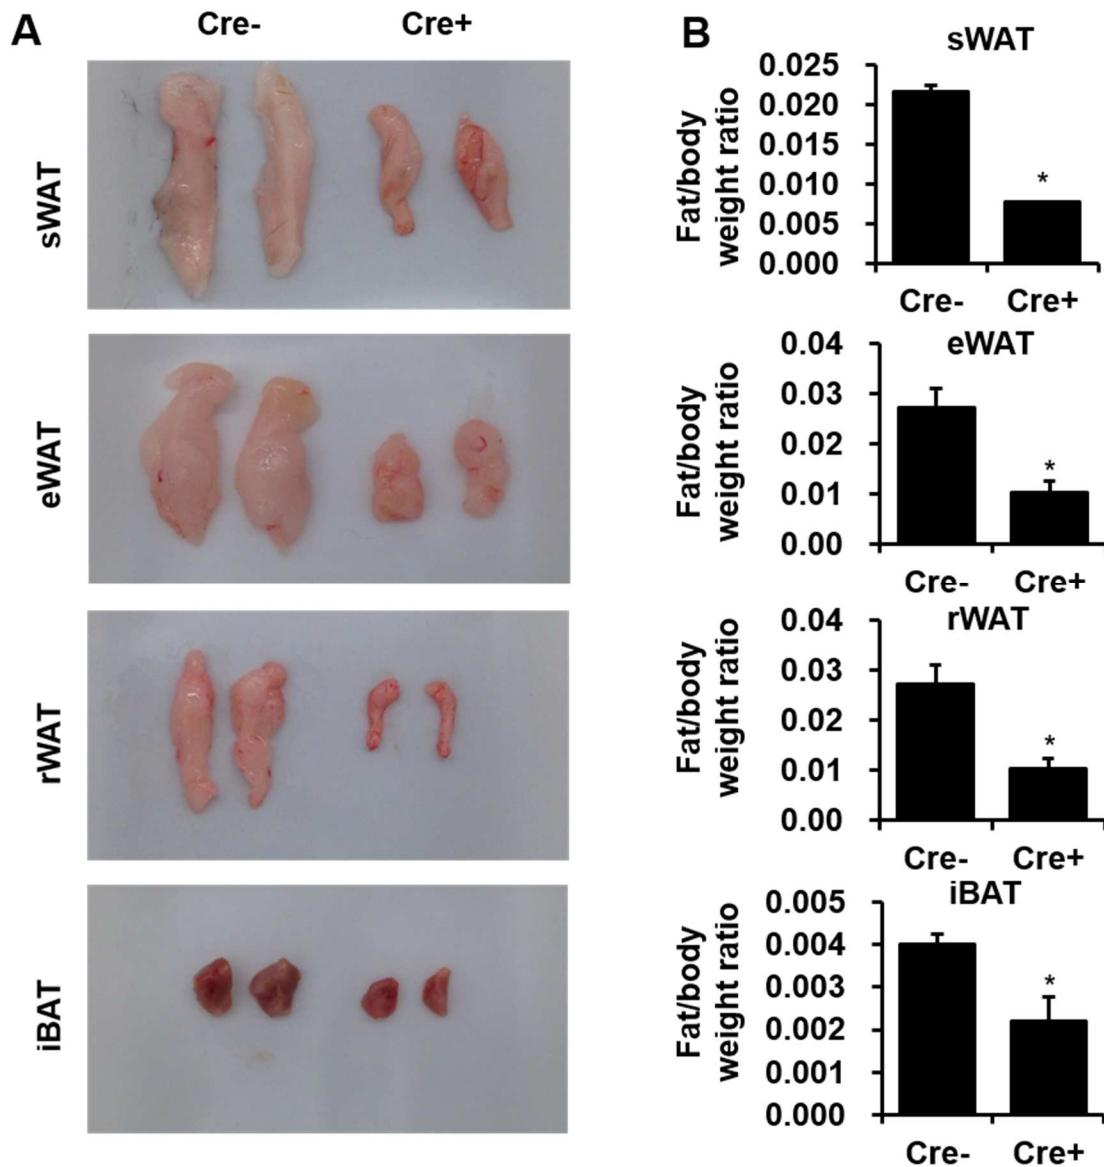 A
Cre-
Cre+
sWAT
eWAT
rWAT
iBAT
B
sWAT
Fat/body
weight ratio
0.025
0.020
0.015
0.010
0.005
0.000
*
Cre-
Cre+
eWAT
Fat/body
weight ratio
0.04
0.03
0.02
0.01
0.00
*
Cre-
Cre+
rWAT
Fat/body
weight ratio
0.04
0.03
0.02
0.01
0.00
*
Cre-
Cre+
iBAT
Fat/body
weight ratio
0.005
0.004
0.003
0.002
0.001
0.000
*
Cre-
Cre+